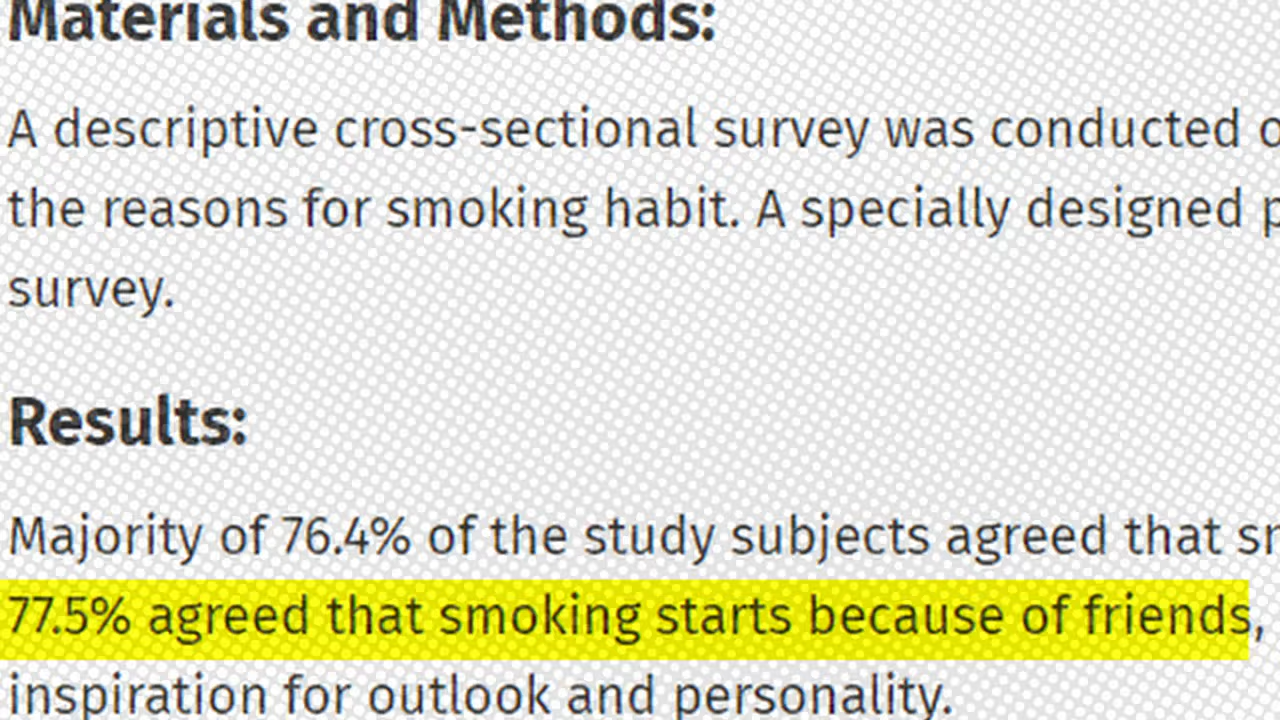 Materials and Methods:
A descriptive cross-sectional survey was conducted
the reasons for smoking habit. A specially designed
survey.
Results:
Majority of 76.4% of the study subjects agreed that
77.5% agreed that smoking starts because of friends,
inspiration for outlook and personality.